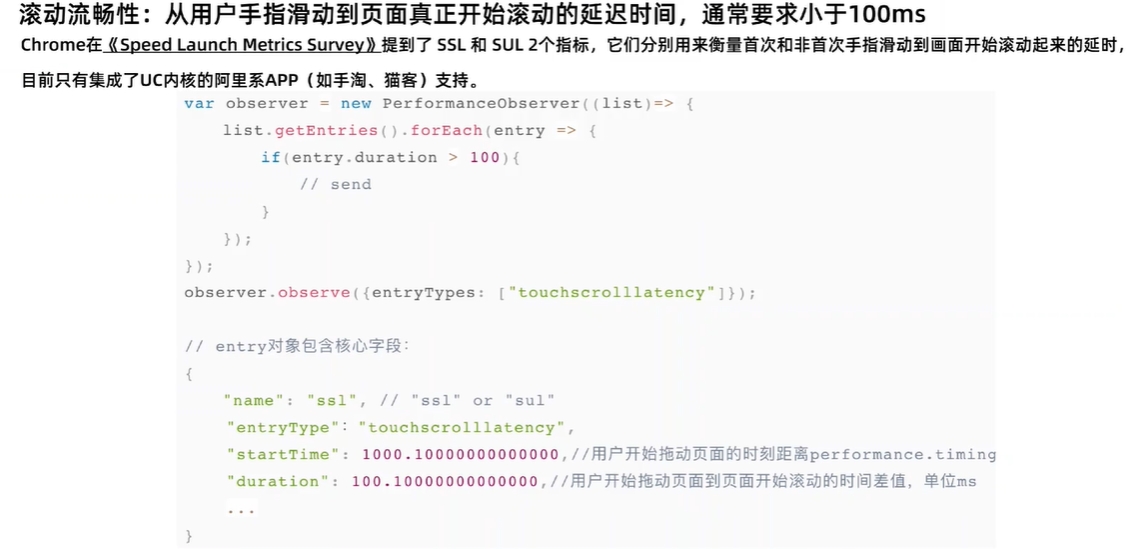 滚动流畅性：从用户手指滑动到页面真正开始滚动的延迟时间，通常要求小于100ms
Chrome在《Speed Launch Metrics Survey》提到了 SSL 和 SUL 2个指标，它们分别用来衡量首次和非首次手指滑动到画面开始滚动起来的延时，
目前只有集成了UC内核的阿里系APP（如手淘、猫客）支持。
var observer = new PerformanceObserver((list)=> {
    list.getEntries().forEach(entry => {
        if(entry.duration > 100){
            // send
        }
    });
});
observer.observe({entryTypes: ["touchscrolllatency"]});
// entry对象包含核心字段：
{
    "name": "ssl", // "ssl" or "sul"
    "entryType": "touchscrolllatency",
    "startTime": 1000.10000000000000,//用户开始拖动页面的时刻距离performance.timing
    "duration": 100.10000000000000,//用户开始拖动页面到页面开始滚动的时间差值，单位ms
    ...
}